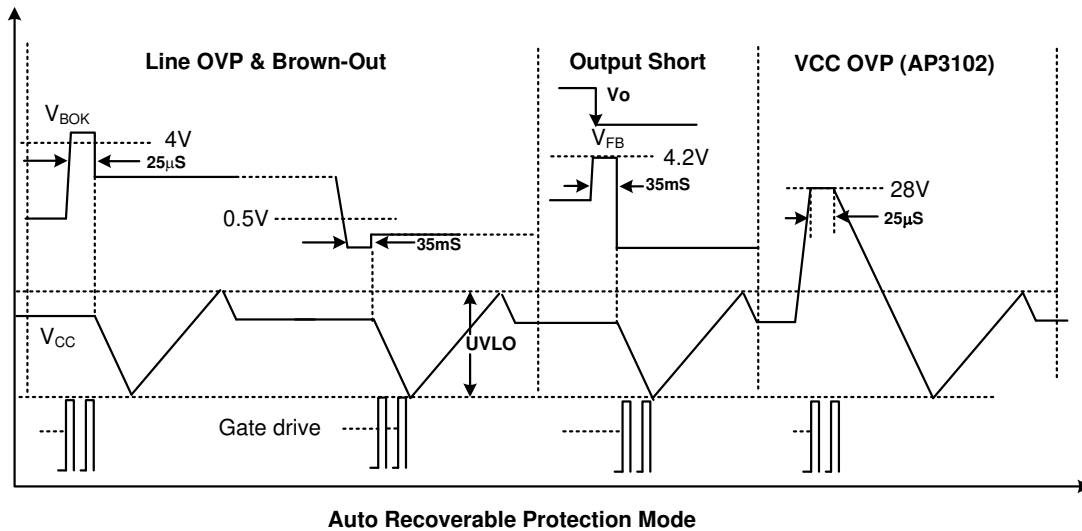 Line OVP & Brown-Out
Output Short
VCC OVP (AP3102)
Vo
VBOK
4V
25μS
VFB
4.2V
35mS
28V
25μS
0.5V
35mS
VCC
UVLO
Gate drive
Auto Recoverable Protection Mode